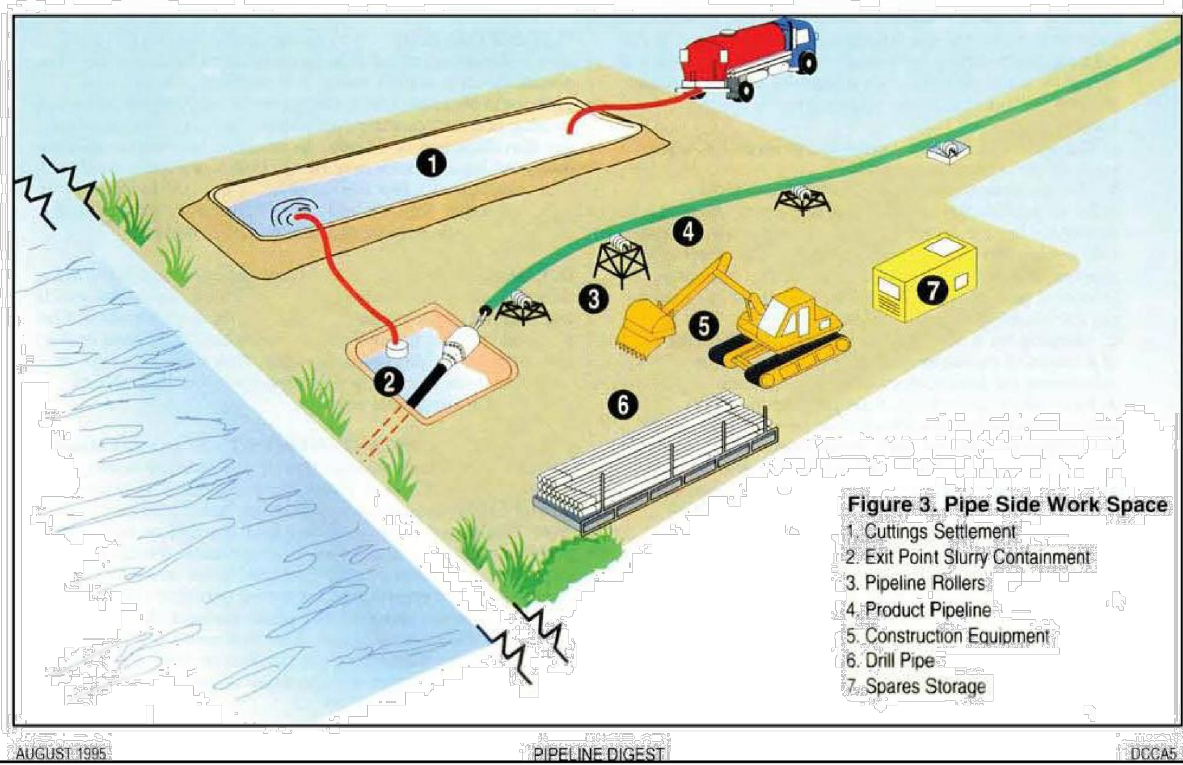 1
2
3
4
5
6
7
Figure 3. Pipe Side Work Space
1. Cuttings Settlement
2. Exit Point Slurry Containment
3. Pipeline Rollers
4. Product Pipeline
5. Construction Equipment
6. Drill Pipe
7. Spares Storage
AUGUST 1995 PIPELINE DIGEST DCCA5